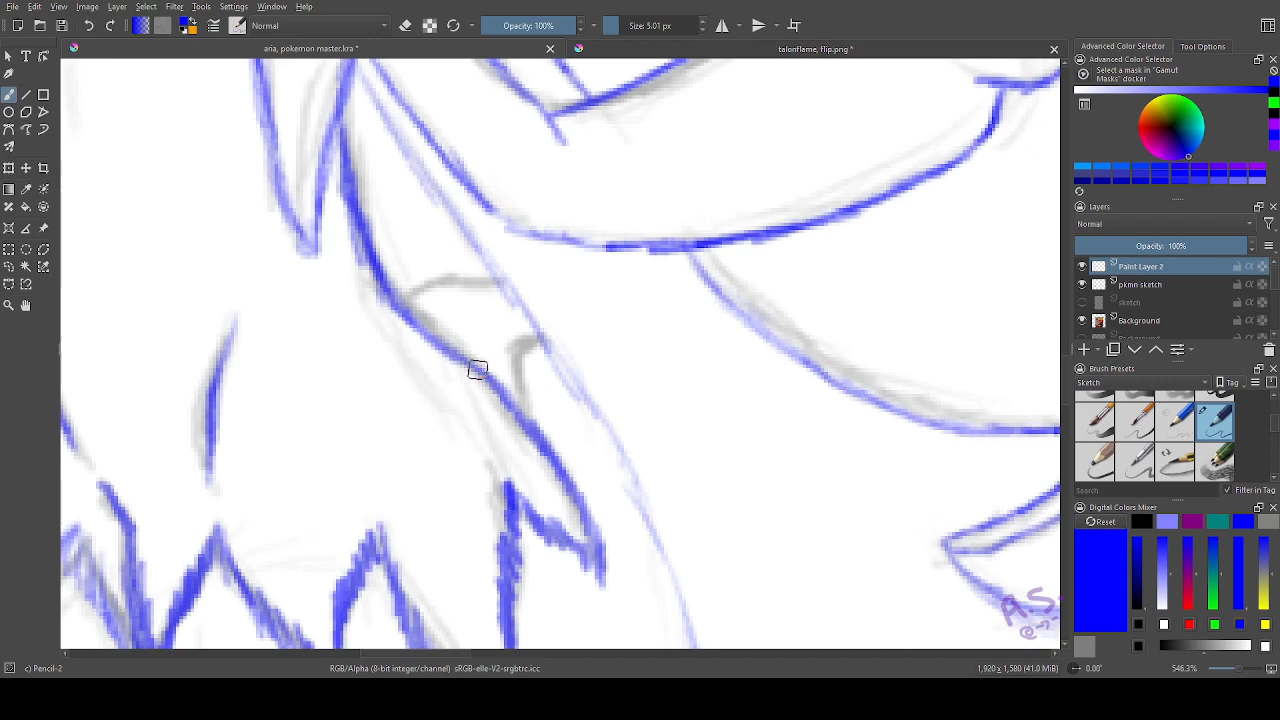 File Edit View Image Layer Select Filter Tools Settings Window Help
Normal
Opacity: 100%
Size: 5.01 px
aria, pokemon master.kra *
talonflame, flip.png *
Advanced Color Selector
Tool Options
Advanced Color Selector
Select a mask in "Gamut
Masks" docker
Layers
Normal
Opacity: 100%
Paint Layer 2
pkmn sketch
sketch
Background
Background
Brush Presets
Sketch
Tag
Search
Filter in Tag
Digital Colors Mixer
Reset
A.S.
c) Pencil-2
RGB/Alpha (8-bit integer/channel) sRGB-elle-V2-srgbtrc.icc
1,920 x 1,580 (41.0 MiB)
0.00°
546.3%